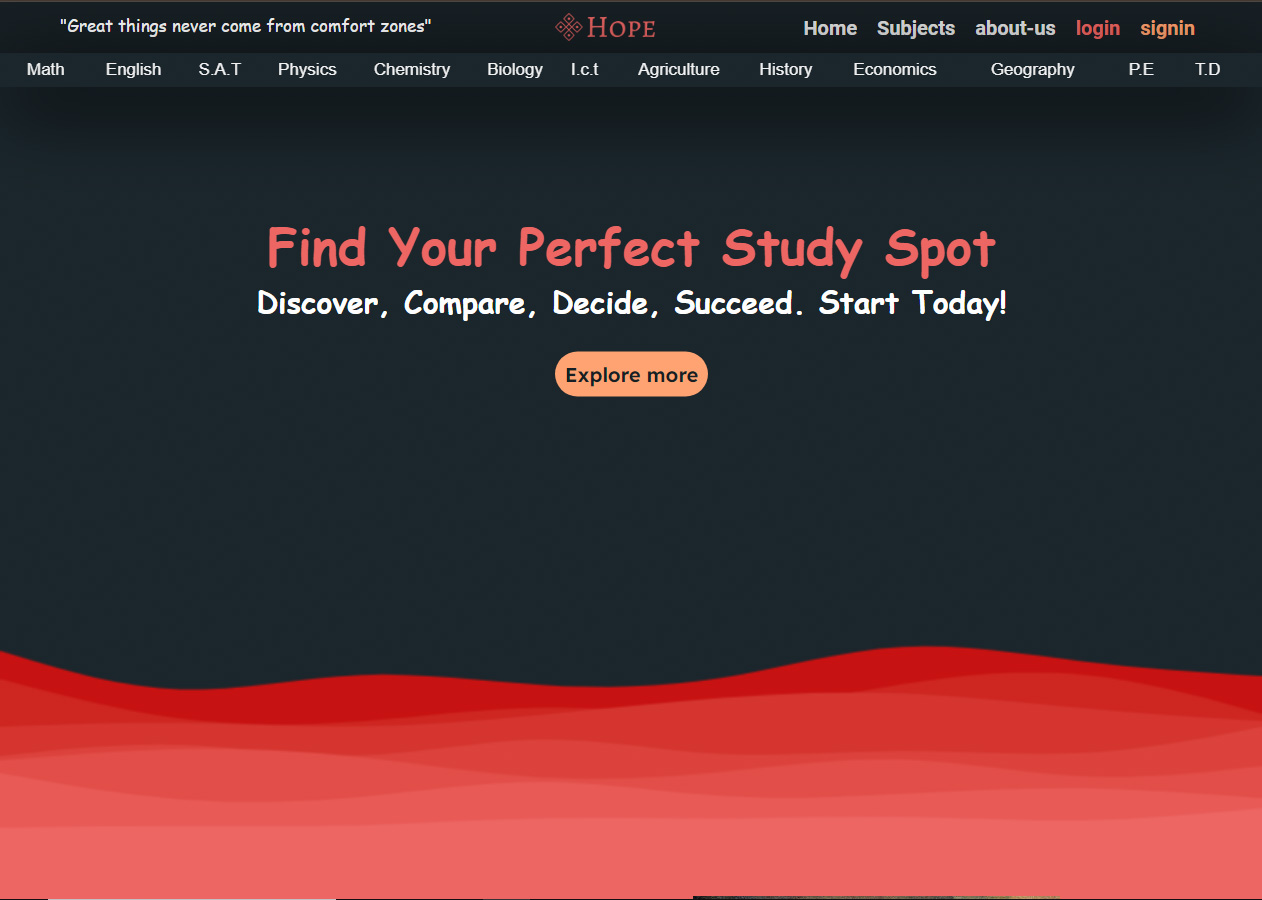 "Great things never come from comfort zones" HOPE Home Subjects about-us login signin
Math English S.A.T Physics Chemistry Biology I.c.t Agriculture History Economics Geography P.E T.D
Find Your Perfect Study Spot
Discover, Compare, Decide, Succeed. Start Today!
Explore more